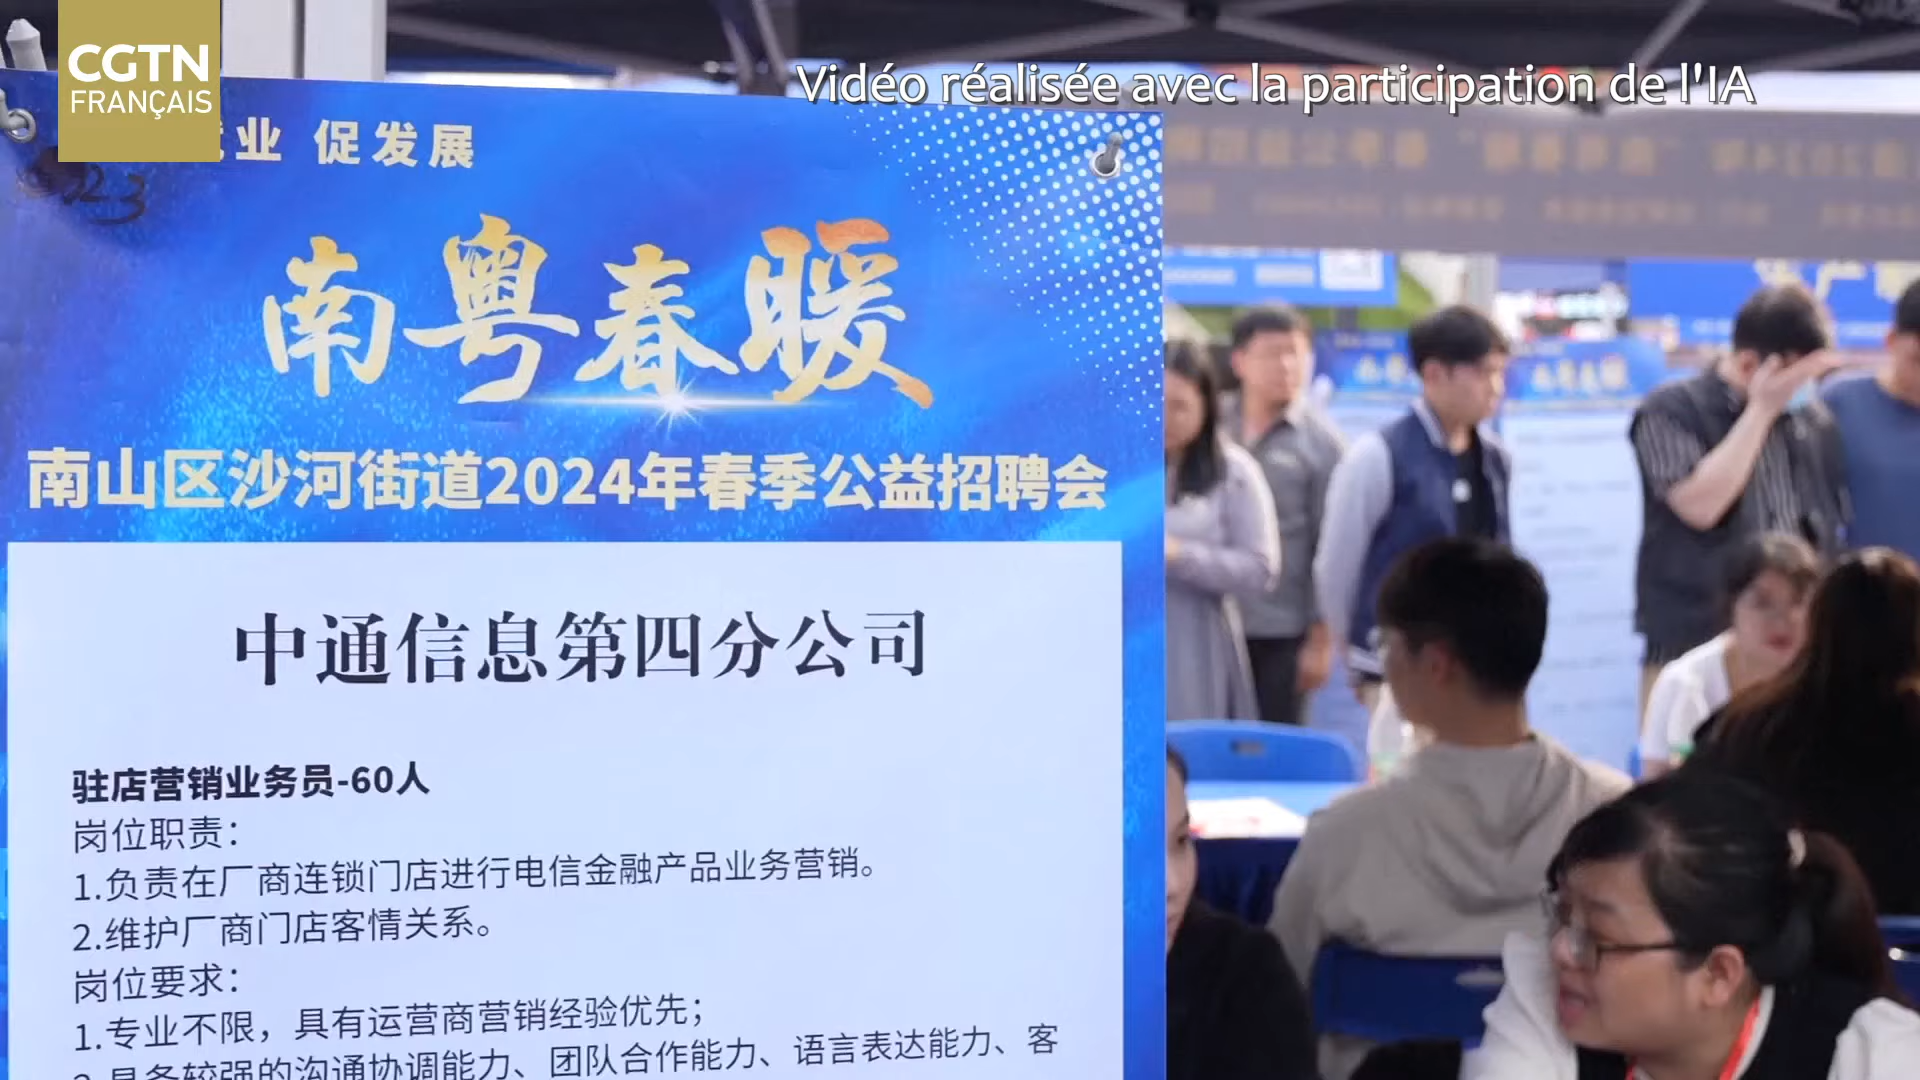 CGTN
FRANÇAIS
Vidéo réalisée avec la participation de l'IA
业 促发展
南粤春暖
南山区沙河街道2024年春季公益招聘会
中通信息第四分公司
驻店营销业务员-60人
岗位职责：
1.负责在厂商连锁门店进行电信金融产品业务营销。
2.维护厂商门店客情关系。
岗位要求：
1.专业不限，具有运营商营销经验优先；
2.具备较强的沟通协调能力、团队合作能力、语言表达能力、客